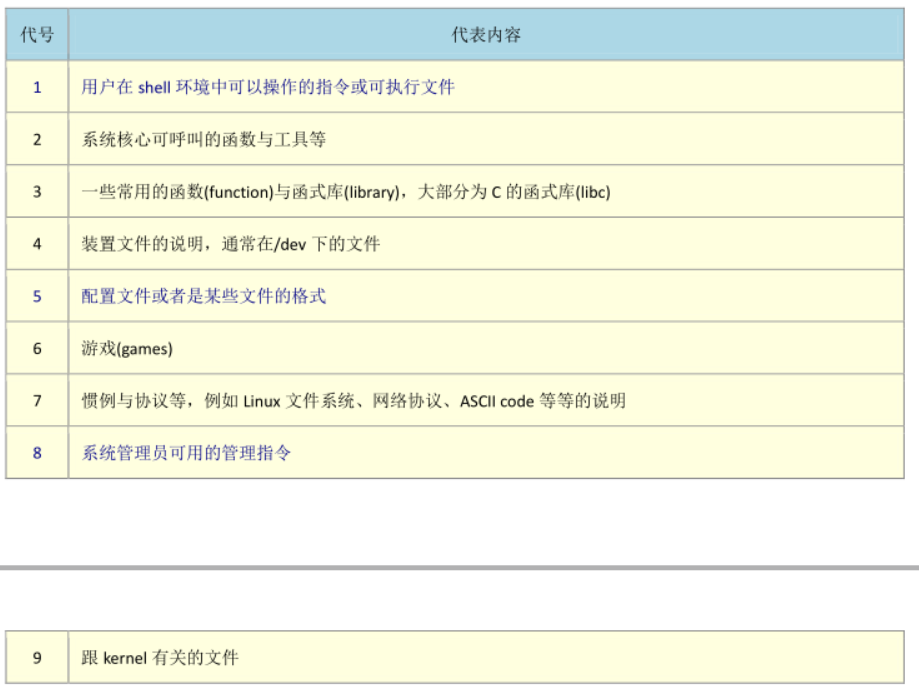 代号 代表内容
1 用户在 shell 环境中可以操作的指令或可执行文件
2 系统核心可呼叫的函数与工具等
3 一些常用的函数(function)与函式库(library)，大部分为 C 的函式库(libc)
4 装置文件的说明，通常在/dev 下的文件
5 配置文件或者是某些文件的格式
6 游戏(games)
7 惯例与协议等，例如 Linux 文件系统、网络协议、ASCII code 等等的说明
8 系统管理员可用的管理指令
9 跟 kernel 有关的文件